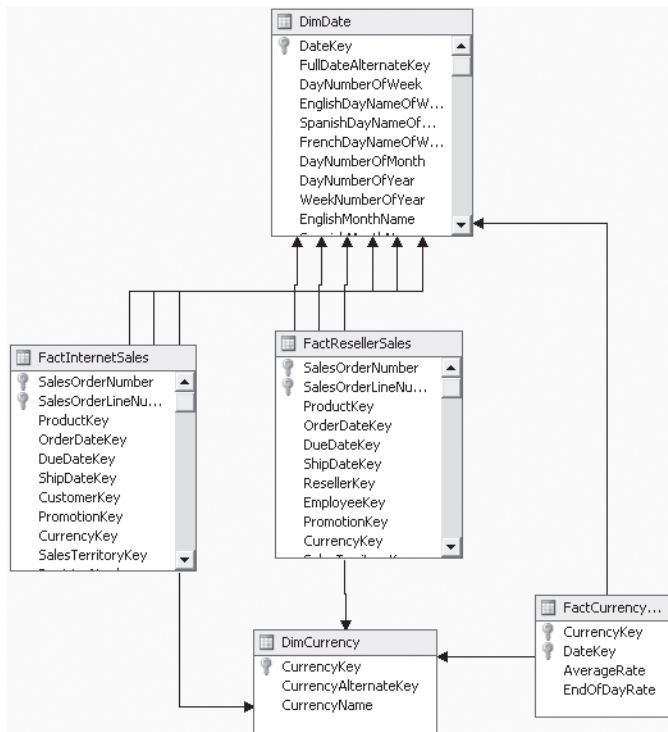 DimDate
DateKey
FullDateAlternateKey
DayNumberOfWeek
EnglishDayNameOfW...
SpanishDayNameOf...
FrenchDayNameOfW...
DayNumberOfMonth
DayNumberOfYear
WeekNumberOfYear
EnglishMonthName
FactInternetSales
SalesOrderNumber
SalesOrderLineNu...
ProductKey
OrderDateKey
DueDateKey
ShipDateKey
CustomerKey
PromotionKey
CurrencyKey
SalesTerritoryKey
FactResellerSales
SalesOrderNumber
SalesOrderLineNu...
ProductKey
OrderDateKey
DueDateKey
ShipDateKey
ResellerKey
EmployeeKey
PromotionKey
CurrencyKey
DimCurrency
CurrencyKey
CurrencyAlternateKey
CurrencyName
FactCurrency...
CurrencyKey
DateKey
AverageRate
EndOfDayRate